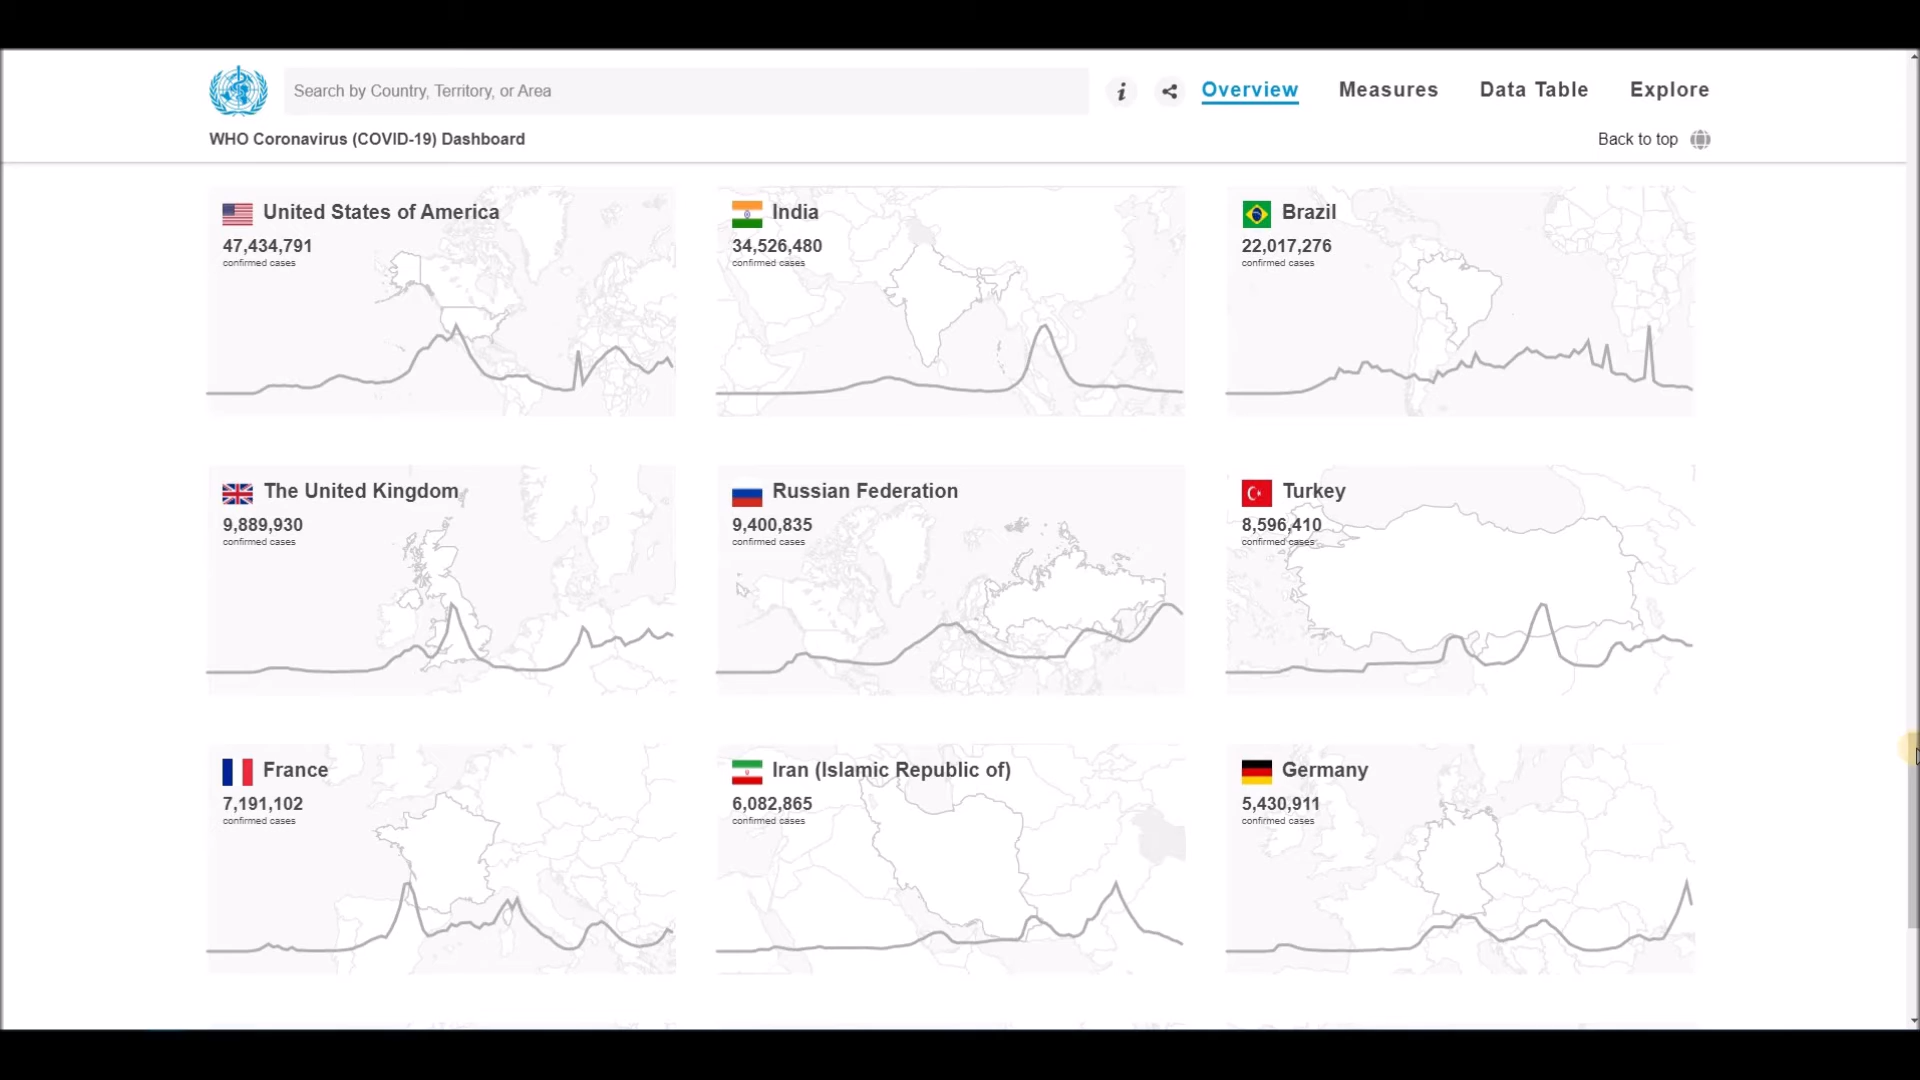 Search by Country, Territory, or Area
i
Overview
Measures
Data Table
Explore
WHO Coronavirus (COVID-19) Dashboard
Back to top
United States of America
47,434,791
confirmed cases
India
34,526,480
confirmed cases
Brazil
22,017,276
confirmed cases
The United Kingdom
9,889,930
confirmed cases
Russian Federation
9,400,835
confirmed cases
Turkey
8,596,410
confirmed cases
France
7,191,102
confirmed cases
Iran (Islamic Republic of)
6,082,865
confirmed cases
Germany
5,430,911
confirmed cases